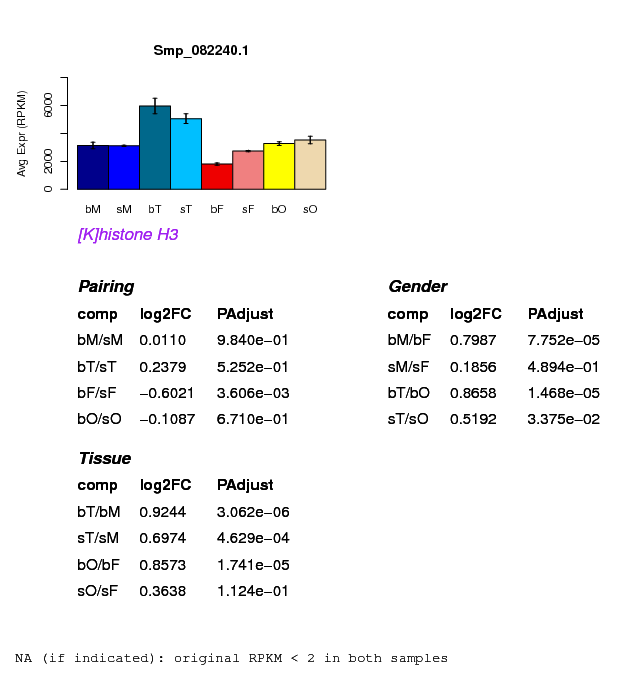 Smp_082240.1
Avg Expr (RPKM)
0 2000 6000
bM sM bT sT bF sF bO sO
[K]histone H3
Pairing
comp log2FC PAdjust
bM/sM 0.0110 9.840e−01
bT/sT 0.2379 5.252e−01
bF/sF −0.6021 3.606e−03
bO/sO −0.1087 6.710e−01
Gender
comp log2FC PAdjust
bM/bF 0.7987 7.752e−05
sM/sF 0.1856 4.894e−01
bT/bO 0.8658 1.468e−05
sT/sO 0.5192 3.375e−02
Tissue
comp log2FC PAdjust
bT/bM 0.9244 3.062e−06
sT/sM 0.6974 4.629e−04
bO/bF 0.8573 1.741e−05
sO/sF 0.3638 1.124e−01
NA (if indicated): original RPKM < 2 in both samples